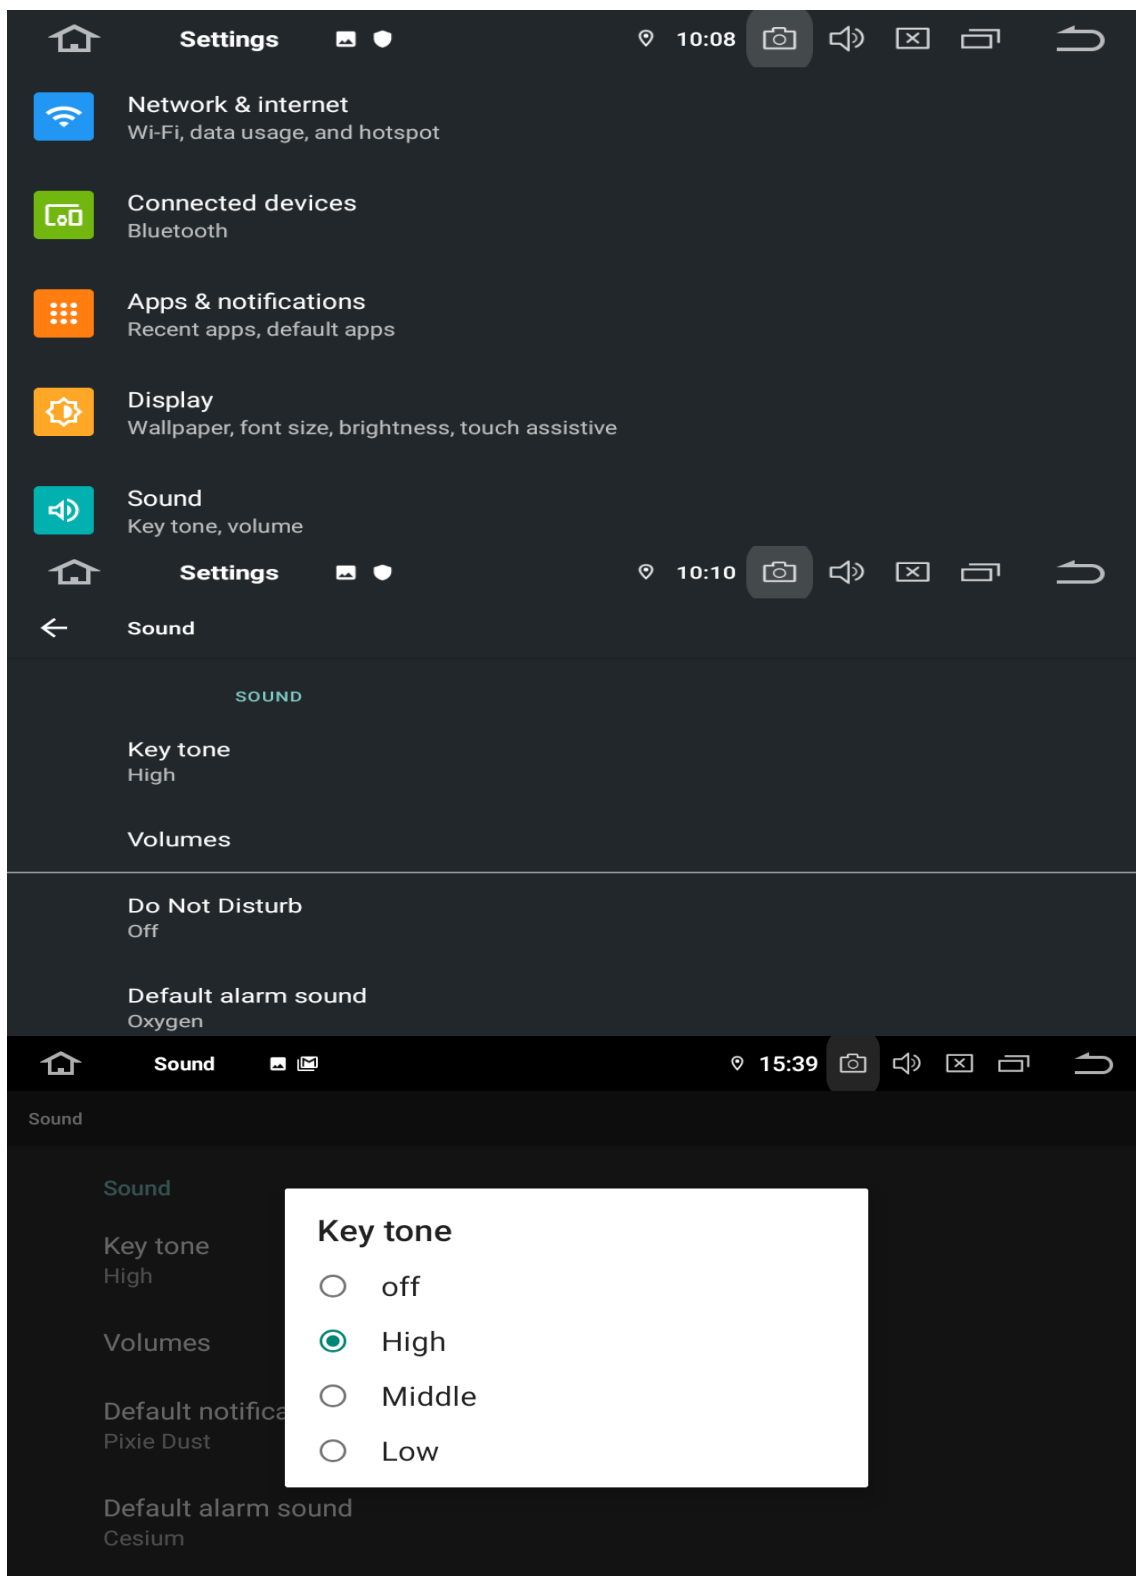 Settings 10:08
Network & internet
Wi-Fi, data usage, and hotspot
Connected devices
Bluetooth
Apps & notifications
Recent apps, default apps
Display
Wallpaper, font size, brightness, touch assistive
Sound
Key tone, volume
Settings 10:10
Sound
SOUND
Key tone
High
Volumes
Do Not Disturb
Off
Default alarm sound
Oxygen
Sound 15:39
Sound
Sound
Key tone
High
Volumes
Default notifica
Pixie Dust
Default alarm sound
Cesium
Key tone
off
High
Middle
Low